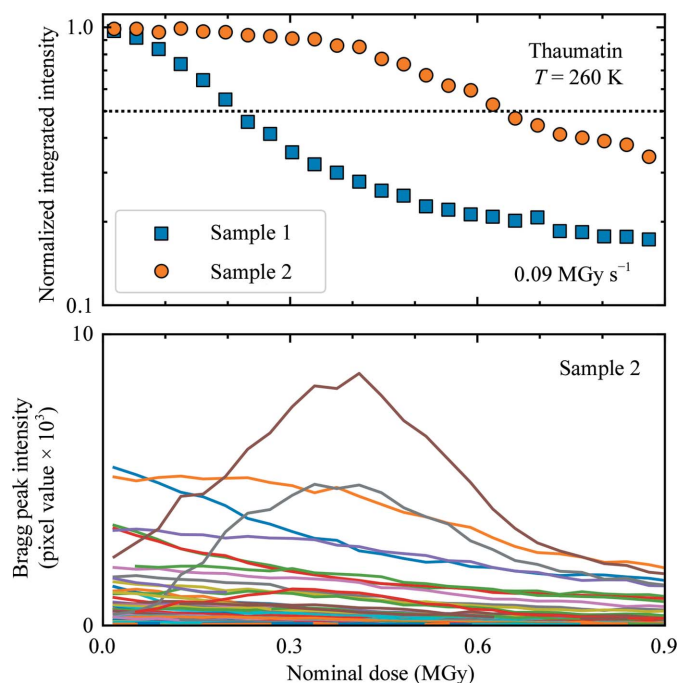 1.0
Thaumatin
T = 260 K
Normalized integrated intensity
Sample 1
Sample 2
0.09 MGy s⁻¹
0.1
10
Sample 2
Bragg peak intensity
(pixel value × 10³)
0
0.0 0.3 0.6 0.9
Nominal dose (MGy)